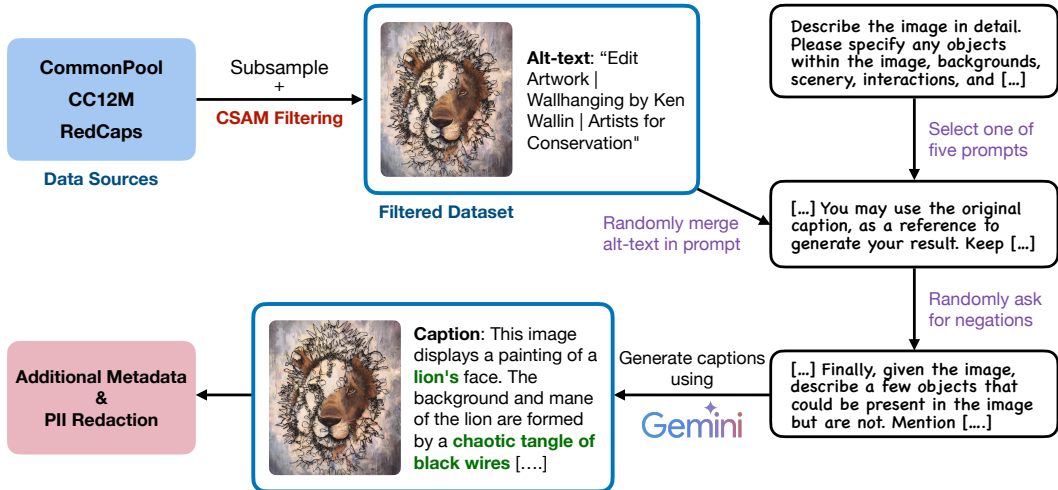 CommonPool
CC12M
RedCaps
Data Sources
Subsample
+
CSAM Filtering
Alt-text: “Edit
Artwork |
Wallhanging by Ken
Wallin | Artists for
Conservation"
Filtered Dataset
Describe the image in detail.
Please specify any objects
within the image, backgrounds,
scenery, interactions, and [...]
Select one of
five prompts
Randomly merge
alt-text in prompt
[...] You may use the original
caption, as a reference to
generate your result. Keep [...]
Randomly ask
for negations
[...] Finally, given the image,
describe a few objects that
could be present in the image
but are not. Mention [....]
Generate captions
using
Gemini
Caption: This image
displays a painting of a
lion's face. The
background and mane
of the lion are formed
by a chaotic tangle of
black wires [....]
Additional Metadata
&
PII Redaction